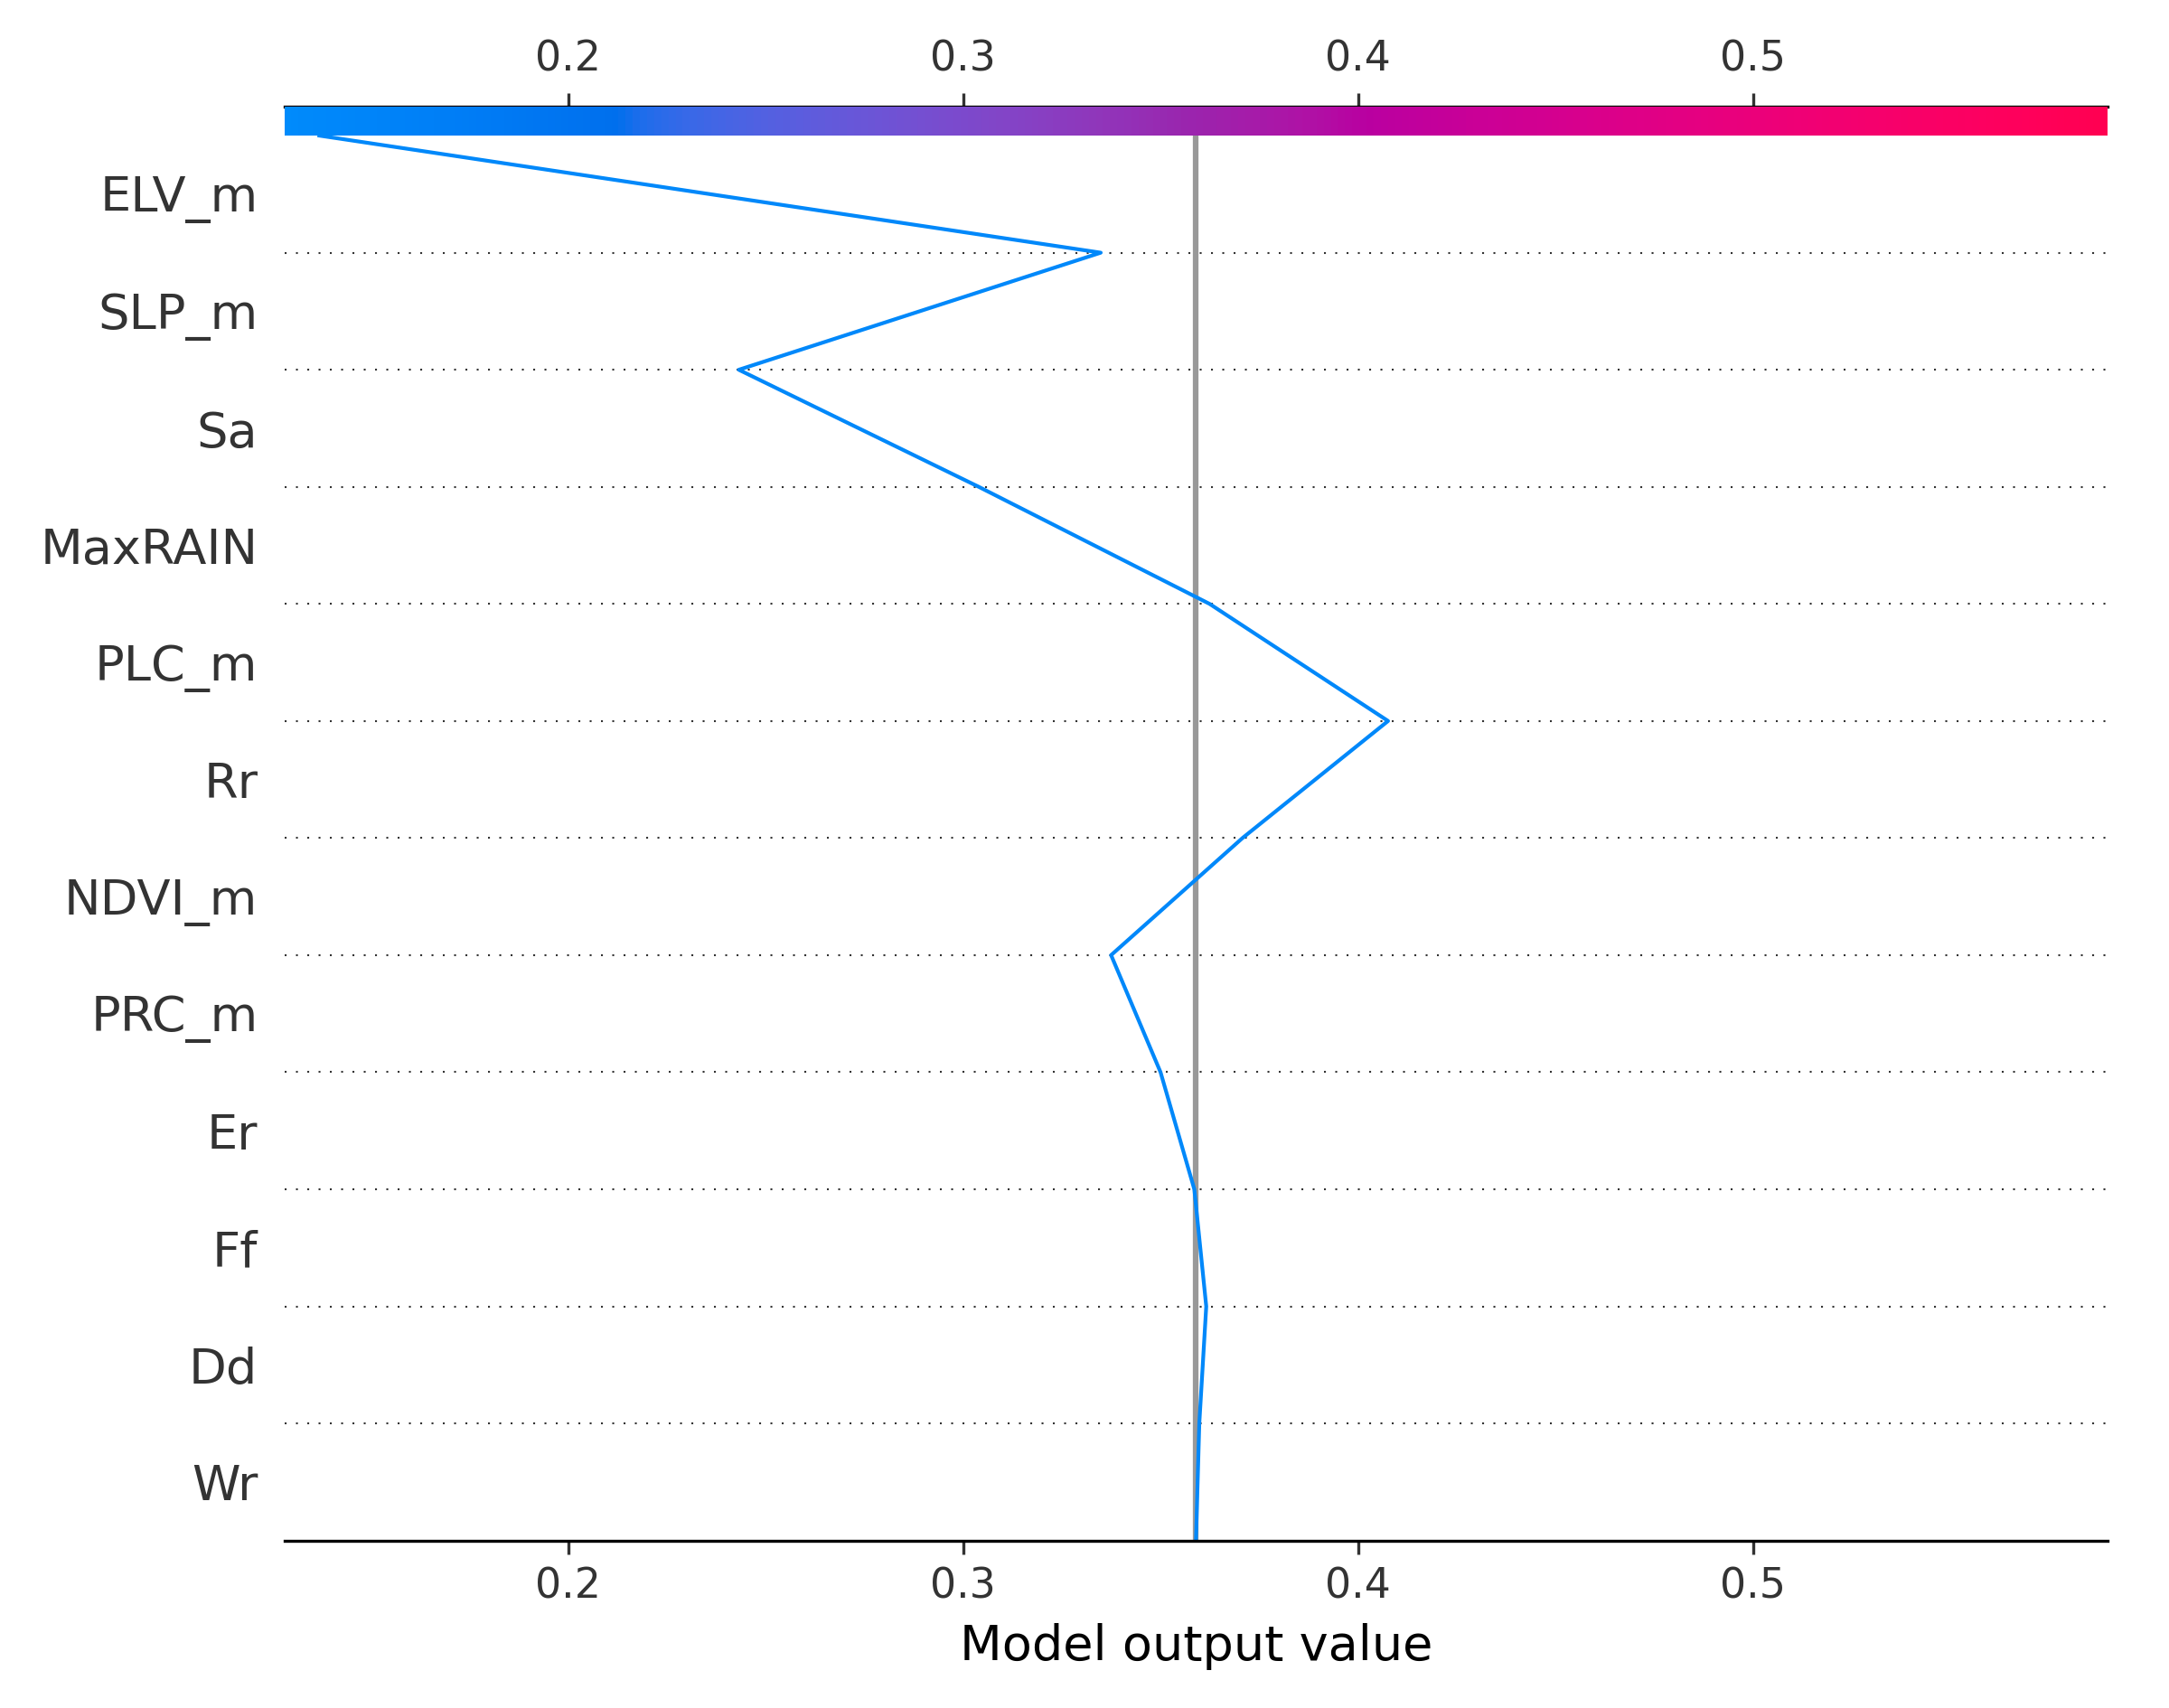 0.2 0.3 0.4 0.5
ELV_m
SLP_m
Sa
MaxRAIN
PLC_m
Rr
NDVI_m
PRC_m
Er
Ff
Dd
Wr
0.2 0.3 0.4 0.5
Model output value